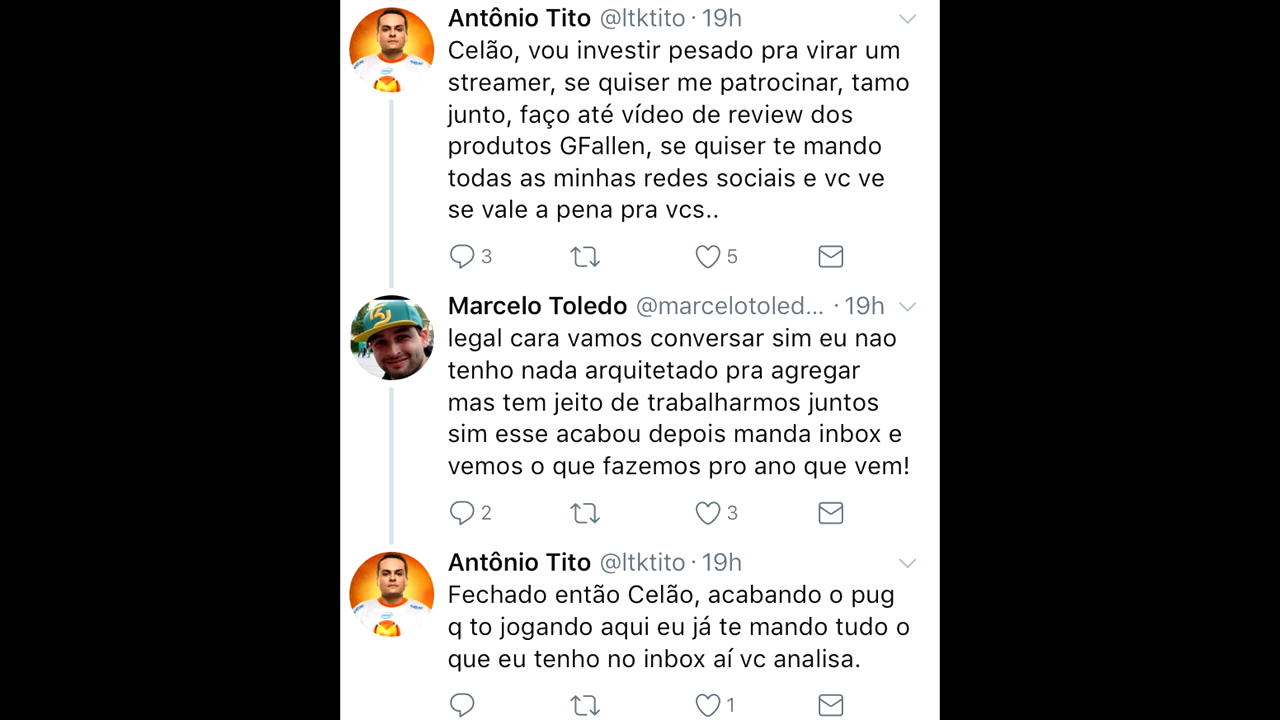 Antônio Tito @ltktito · 19h
Celão, vou investir pesado pra virar um
streamer, se quiser me patrocinar, tamo
junto, faço até vídeo de review dos
produtos GFallen, se quiser te mando
todas as minhas redes sociais e vc ve
se vale a pena pra vcs..
3 5
Marcelo Toledo @marcelotoled... · 19h
legal cara vamos conversar sim eu nao
tenho nada arquitetado pra agregar
mas tem jeito de trabalharmos juntos
sim esse acabou depois manda inbox e
vemos o que fazemos pro ano que vem!
2 3
Antônio Tito @ltktito · 19h
Fechado então Celão, acabando o pug
q to jogando aqui eu já te mando tudo o
que eu tenho no inbox aí vc analisa.
1